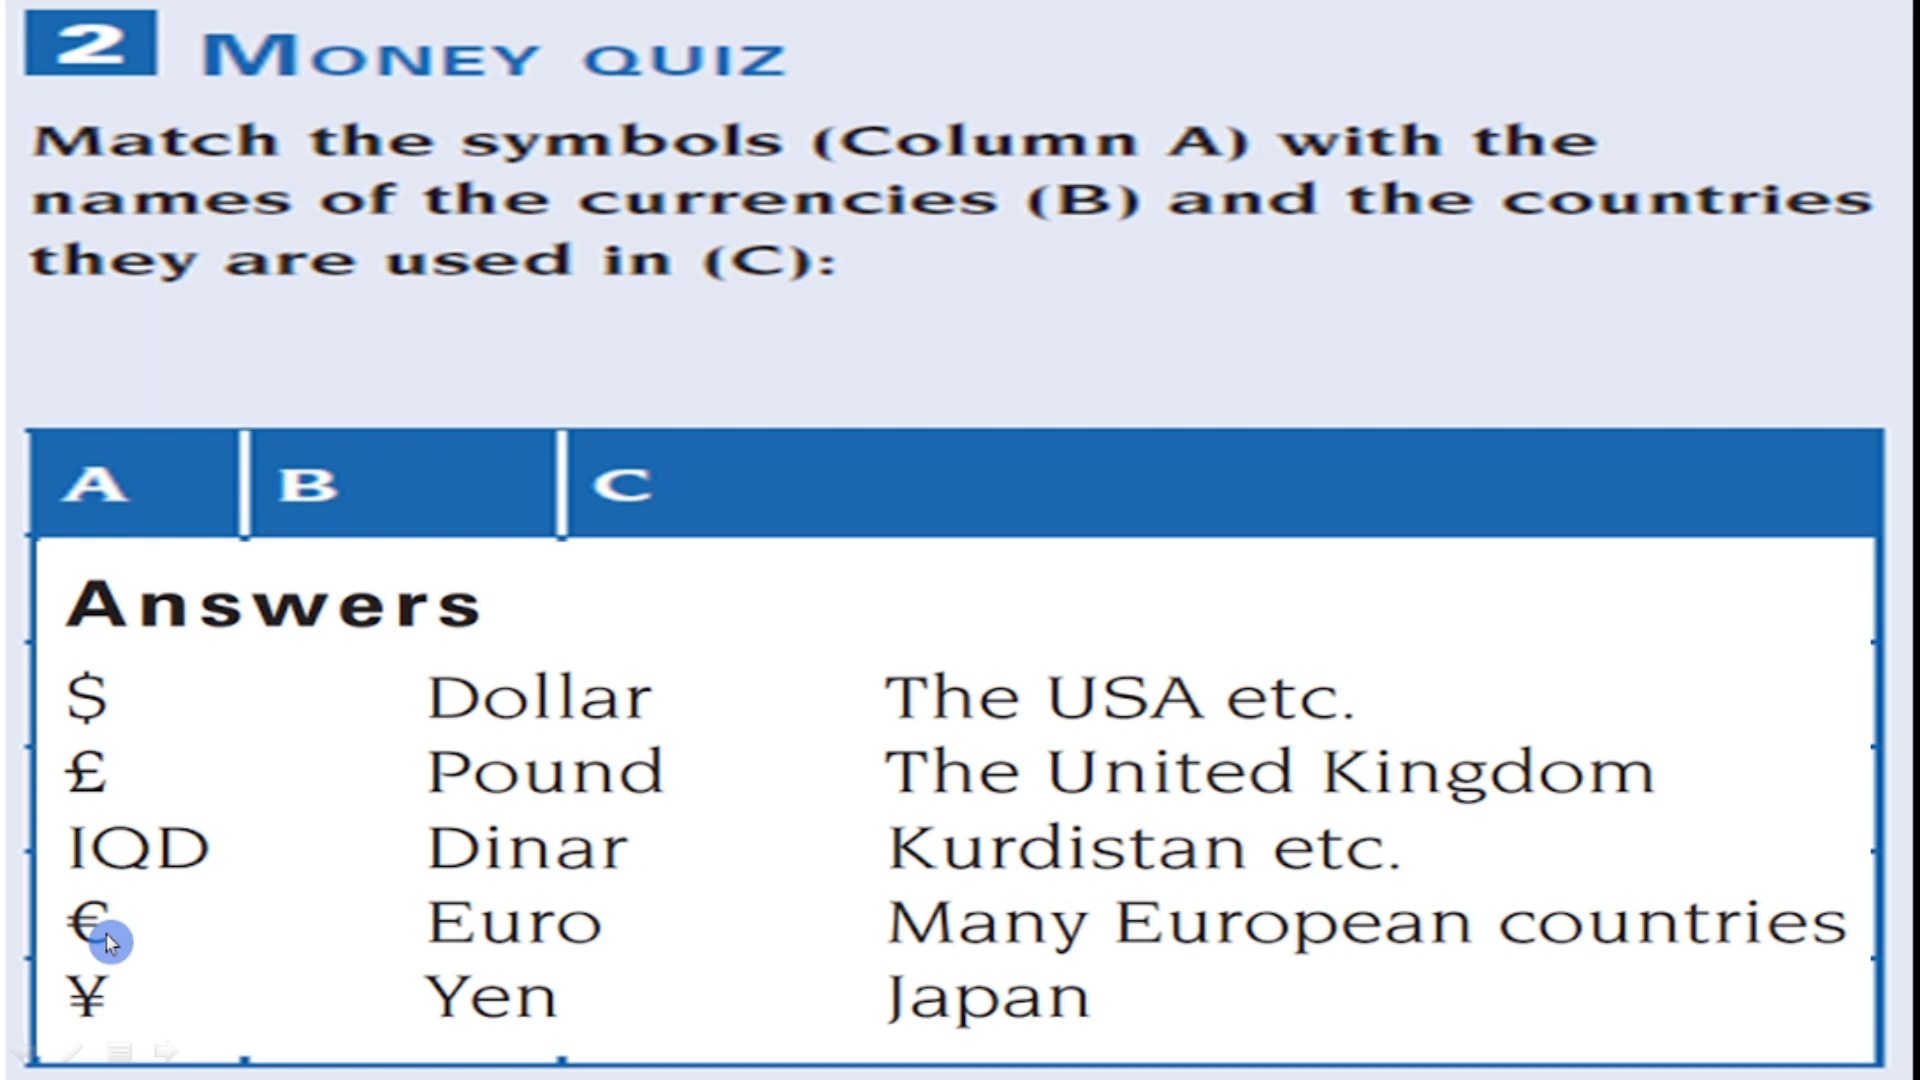 2 MONEY QUIZ
Match the symbols (Column A) with the
names of the currencies (B) and the countries
they are used in (C):
A B C
Answers
$ Dollar The USA etc.
£ Pound The United Kingdom
IQD Dinar Kurdistan etc.
€ Euro Many European countries
¥ Yen Japan